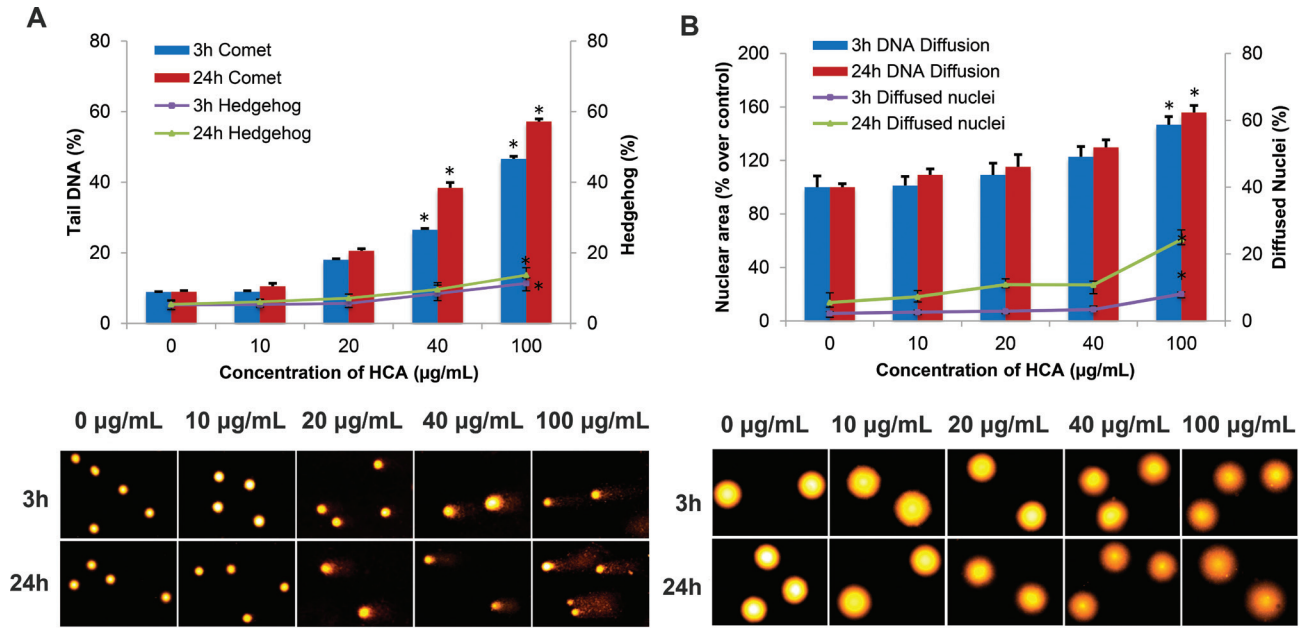 A
80
60
40
20
0
Tail DNA (%)
3h Comet
24h Comet
3h Hedgehog
24h Hedgehog
* * * *
* *
80
60
40
20
0
Hedgehog (%)
0 10 20 40 100
Concentration of HCA (µg/mL)
0 µg/mL 10 µg/mL 20 µg/mL 40 µg/mL 100 µg/mL
3h
24h
B
200
160
120
80
40
0
Nuclear area (% over control)
3h DNA Diffusion
24h DNA Diffusion
3h Diffused nuclei
24h Diffused nuclei
* *
* *
80
60
40
20
0
Diffused Nuclei (%)
0 10 20 40 100
Concentration of HCA (µg/mL)
0 µg/mL 10 µg/mL 20 µg/mL 40 µg/mL 100 µg/mL
3h
24h